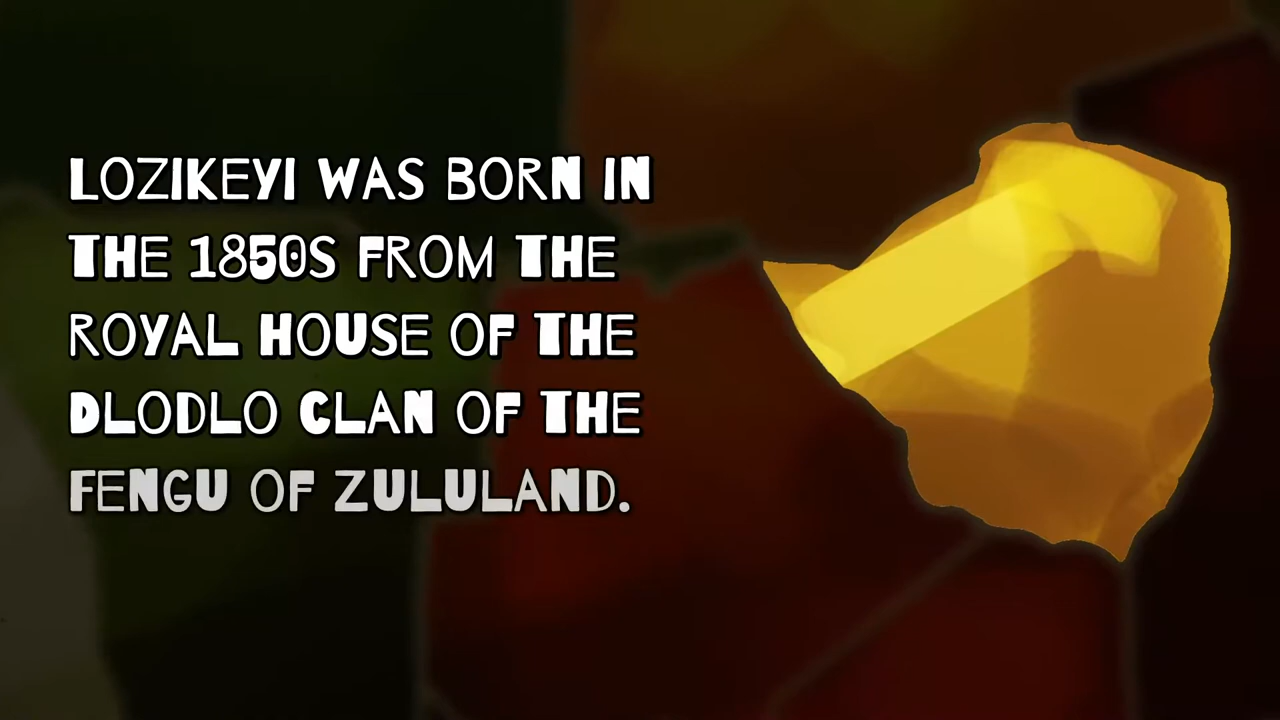 LOZIKEYI WAS BORN IN
THE 1850S FROM THE
ROYAL HOUSE OF THE
DLODLO CLAN OF THE
FENGU OF ZULULAND.